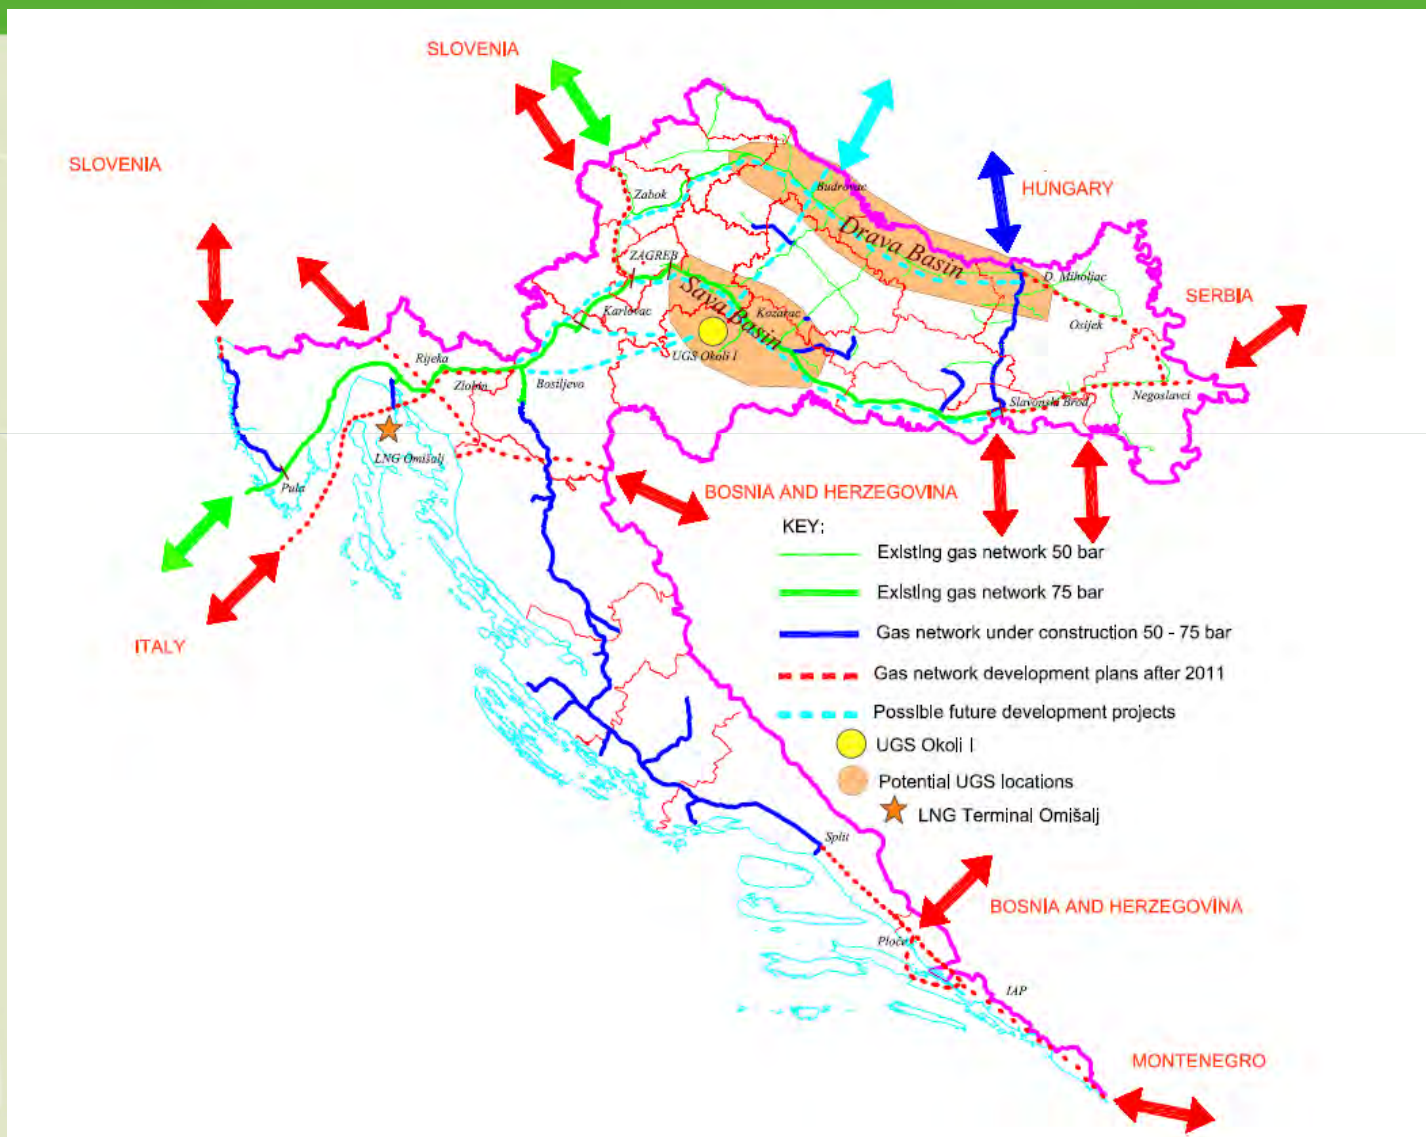 SLOVENIA
SLOVENIA
HUNGARY
SERBIA
Budrovac
Zabok
Drava Basin
ZAGREB
D. Miholjac
Sava Basin
Karlovac
Kozarac
Osijek
UGS Okoli I
Rijeka
Zlobin
Bosiljevo
Slavonski Brod
Negoslavci
LNG Omišalj
Pula
BOSNIA AND HERZEGOVINA
ITALY
KEY:
Existing gas network 50 bar
Existing gas network 75 bar
Gas network under construction 50 - 75 bar
Gas network development plans after 2011
Possible future development projects
UGS Okoli I
Potential UGS locations
LNG Terminal Omišalj
Split
BOSNIA AND HERZEGOVINA
Ploče
IAP
MONTENEGRO